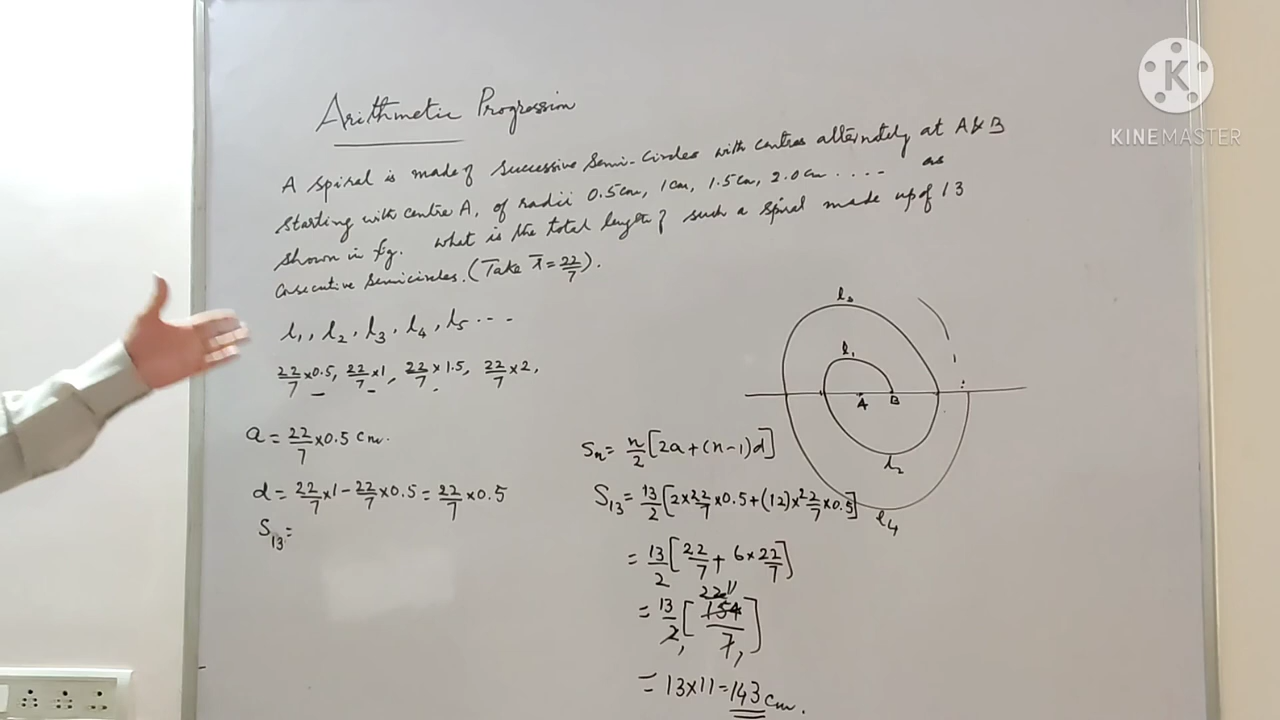 Arithmetic Progression
A spiral is made of successive semi-circles with centres alternately at A & B
starting with centre A, of radii 0.5cm, 1cm, 1.5cm, 2.0cm .... as
shown in fig. what is the total length of such a spiral made up of 13
consecutive semicircles. (Take π = 22/7).
l₁, l₂, l₃, l₄, l₅ ...
22/7 × 0.5, 22/7 × 1, 22/7 × 1.5, 22/7 × 2,
a = 22/7 × 0.5 cm.
d = 22/7 × 1 - 22/7 × 0.5 = 22/7 × 0.5
S₁₃ =
Sₙ = n/2 [2a + (n-1)d]
S₁₃ = 13/2 [2 × 22/7 × 0.5 + (12) × 22/7 × 0.5]
= 13/2 [22/7 + 6 × 22/7]
22 11
= 13/2 [154/7]
= 13 × 11 = 143 cm.
l₃
l₁
A B
l₂
l₄
K
KINEMASTER